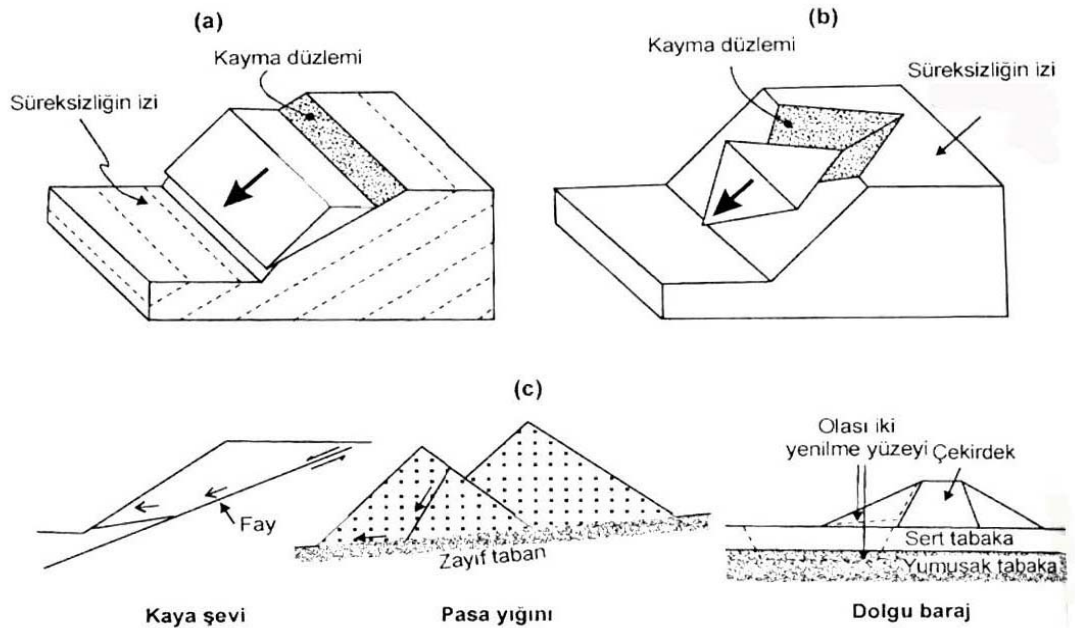 (a)
Kayma düzlemi
Süreksizliğin izi
(b)
Kayma düzlemi
Süreksizliğin izi
(c)
Fay
Kaya şevi
Zayıf taban
Pasa yığını
Olası iki
yenilme yüzeyi
Çekirdek
Sert tabaka
Yumuşak tabaka
Dolgu baraj